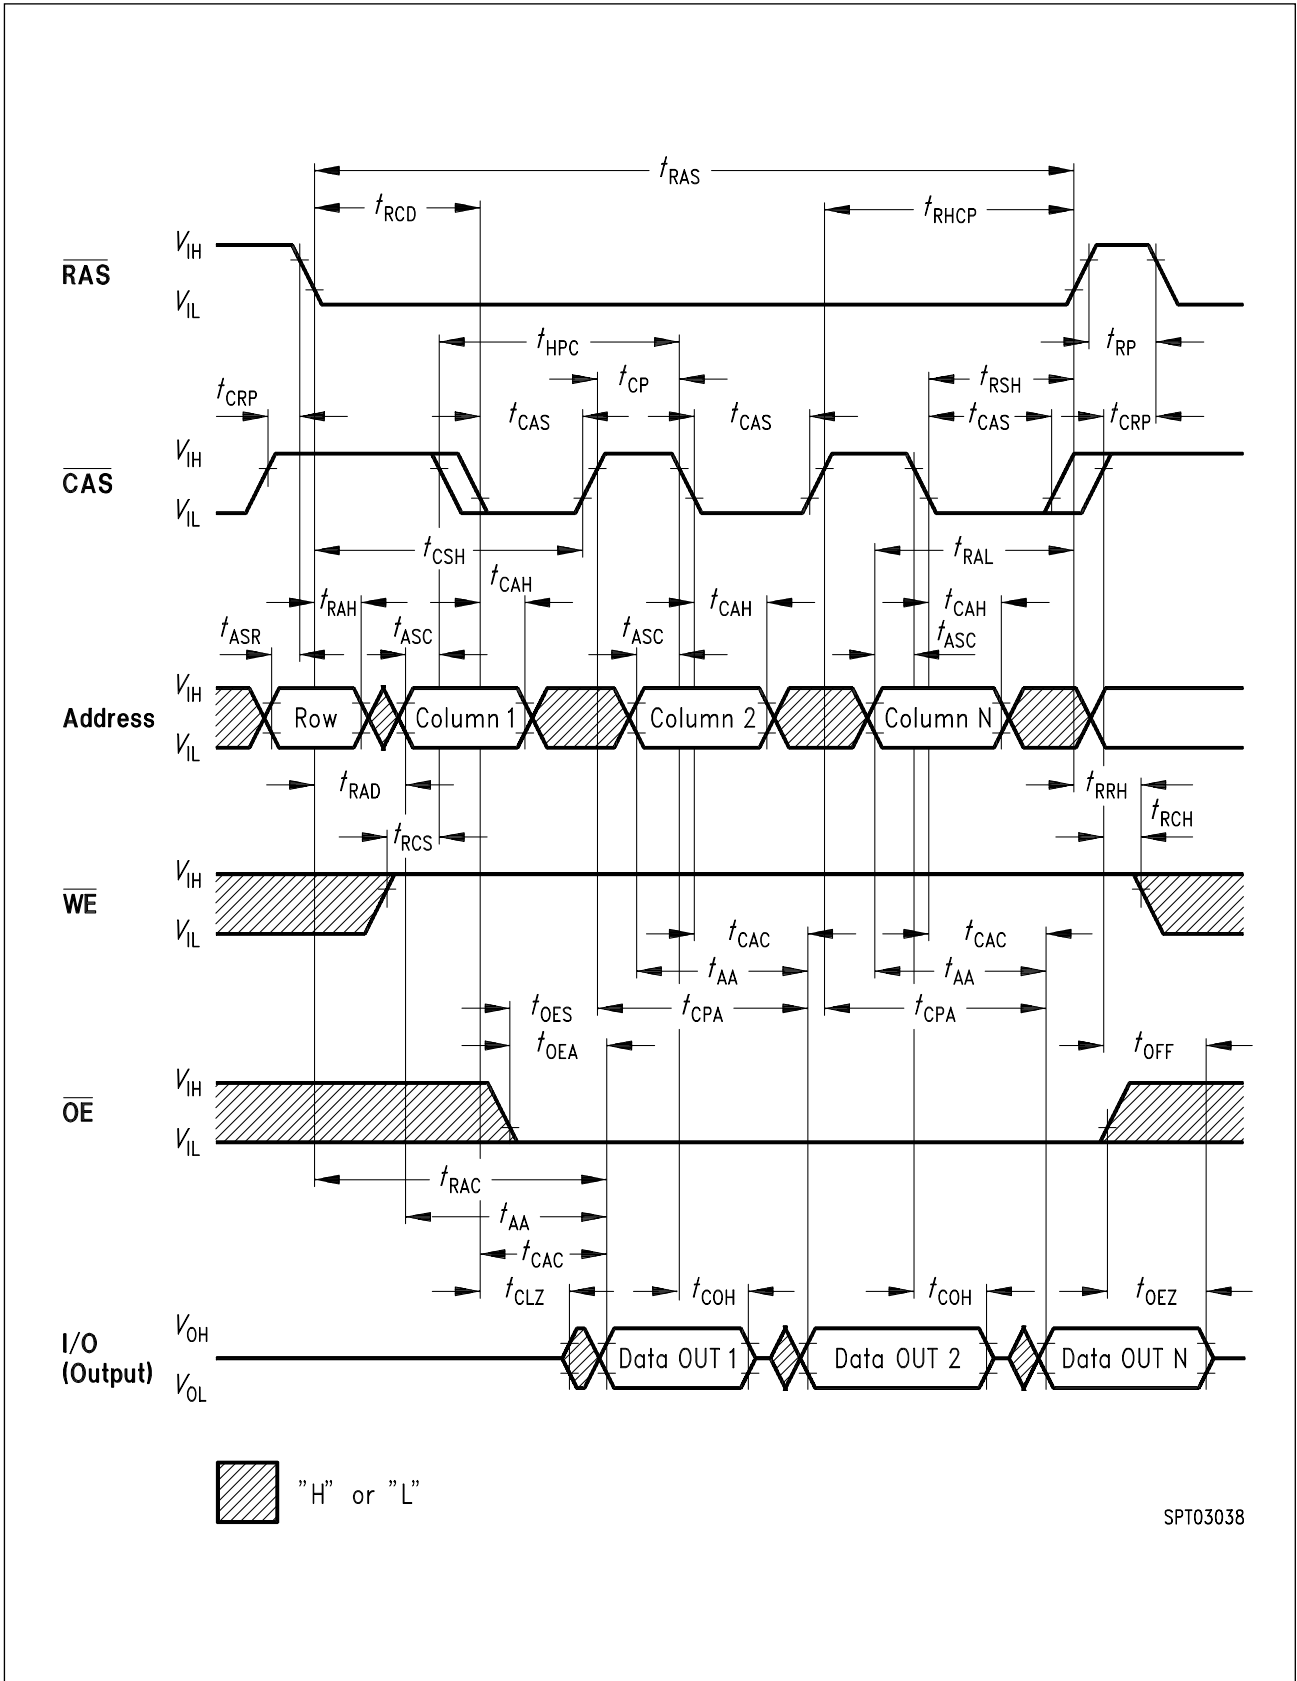 tRAS
tRCD
tRHCP
RAS
VIH
VIL
tHPC
tRP
tCP
tRSH
tCRP
tCAS
tCAS
tCAS
tCRP
CAS
VIH
VIL
tCSH
tRAL
tCAH
tRAH
tCAH
tCAH
tASR
tASC
tASC
tASC
Address
VIH
VIL
Row
Column 1
Column 2
Column N
tRAD
tRRH
tRCS
tRCH
WE
VIH
VIL
tCAC
tCAC
tAA
tAA
tOES
tCPA
tCPA
tOEA
tOFF
OE
VIH
VIL
tRAC
tAA
tCAC
tCLZ
tCOH
tCOH
tOEZ
I/O
(Output)
VOH
VOL
Data OUT 1
Data OUT 2
Data OUT N
"H" or "L"
SPT03038